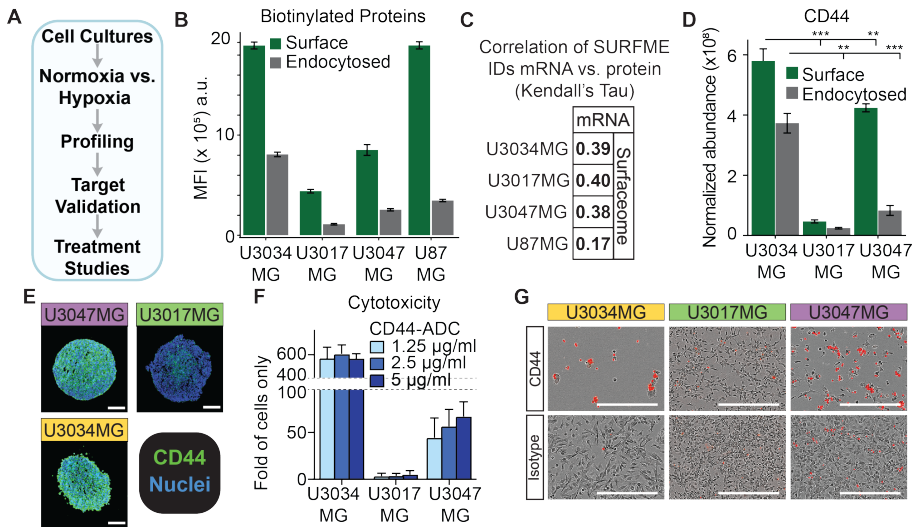 A
Cell Cultures
Normoxia vs.
Hypoxia
Profiling
Target
Validation
Treatment
Studies
B
Biotinylated Proteins
MFI (x 10⁵) a.u.
20
10
0
Surface
Endocytosed
U3034 U3017 U3047 U87
MG MG MG MG
C
Correlation of SURFME
IDs mRNA vs. protein
(Kendall's Tau)
mRNA
U3034MG 0.39
U3017MG 0.40
U3047MG 0.38
U87MG 0.17
Surfaceome
D
CD44
*** **
** ***
Normalized abundance (x10⁸)
6
4
2
0
Surface
Endocytosed
U3034 U3017 U3047
MG MG MG
E
U3047MG U3017MG
U3034MG
CD44
Nuclei
F
Cytotoxicity
CD44-ADC
1.25 µg/ml
2.5 µg/ml
5 µg/ml
Fold of cells only
600
400
100
50
0
U3034 U3017 U3047
MG MG MG
G
U3034MG U3017MG U3047MG
CD44
Isotype